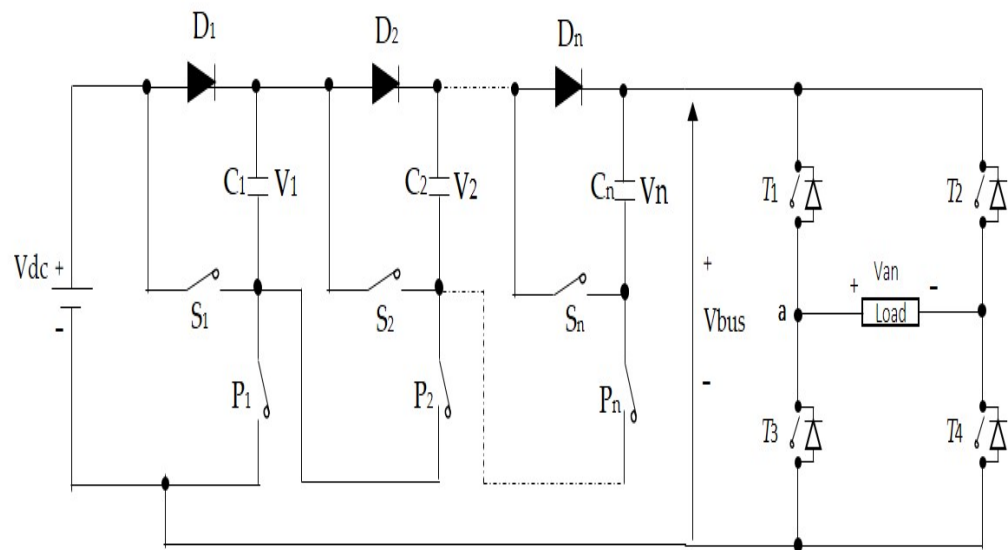 D1 D2 Dn
C1 V1 C2 V2 Cn Vn T1 T2
Vdc + S1 S2 Sn + Vbus - a + Van - Load
-
P1 P2 Pn T3 T4